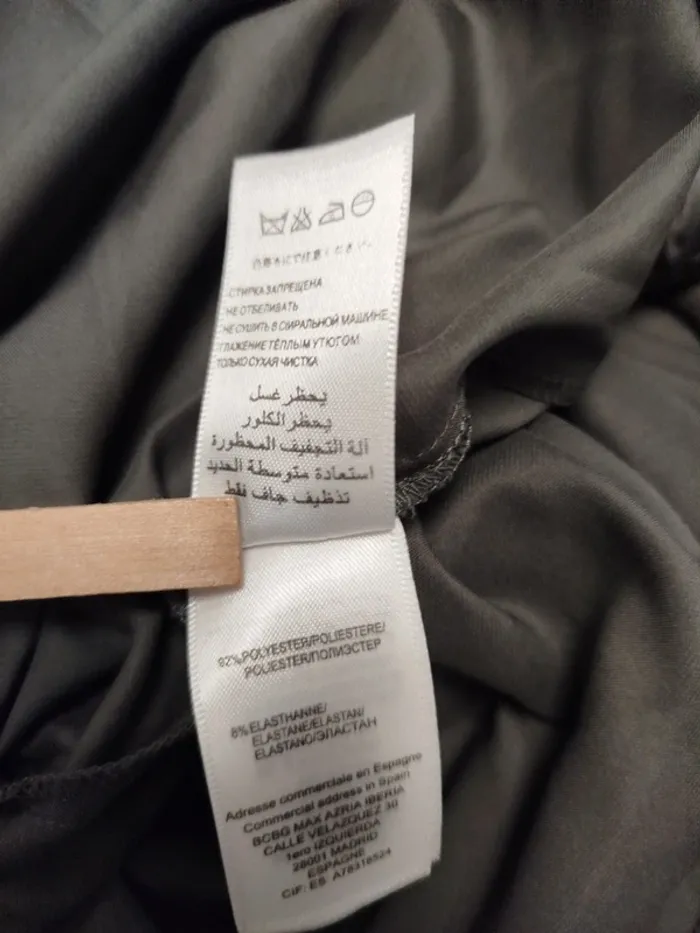 СТИРКА ЗАПРЕЩЕНА
НЕ ОТБЕЛИВАТЬ
НЕ СУШИТЬ В СИРАЛЬНОЙ МАШИНЕ
ГЛАЖЕНИЕ ТЁПЛЫМ УТЮГОМ
ТОЛЬКО СУХАЯ ЧИСТКА
يحظر غسل
يحظر الكلور
آلة التجفيف المحظورة
استعادة متوسطة الحديد
تذظيف جاف فقط
92%POLYESTER/POLIESTERE/
POLIESTER/ПОЛИЭСТЕР
8%ELASTHANNE/
ELASTANE/ELASTAN/
ELASTANO/ЭЛАСТАН
Adresse commerciale en Espagne
Commercial address in Spain
BCBG MAX AZRIA IBERIA
CALLE VELAZQUEZ 30
1ero IZQUIERDA
28001 MADRID
ESPAGNE
CIF: ES A78318524